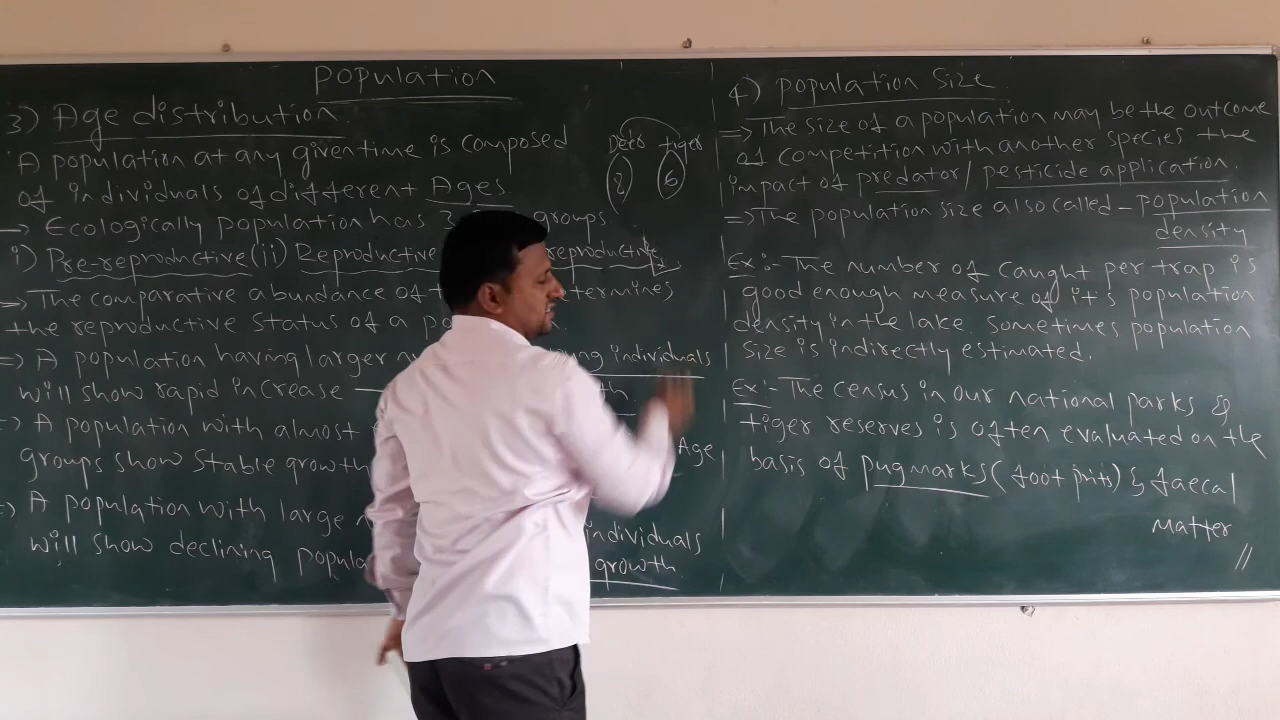 Population
3) Age distribution.
A population at any given time is composed
of individuals of different Ages.
→ Ecologically population has 3 groups
i) Pre-reproductive (ii) Reproductive reproductive
→ The comparative abundance of termines
the reproductive status of a po
⇒ A population having larger individuals
will show rapid increase
⇒ A population with almost
groups show stable growth Age
⇒ A population with large individuals
will show declining popula growth
tiger
8 6
4) Population Size
⇒ The size of a population may be the outcome
of competition with another species the
impact of predator/pesticide application.
⇒ The population size also called - population
density
Ex:- The number of caught per trap is
good enough measure of it's population
density in the lake. Sometimes population
size is indirectly estimated.
Ex:- The census in our national parks &
tiger reserves is often evaluated on the
basis of pugmarks (foot prits) & faecal
Matter
//